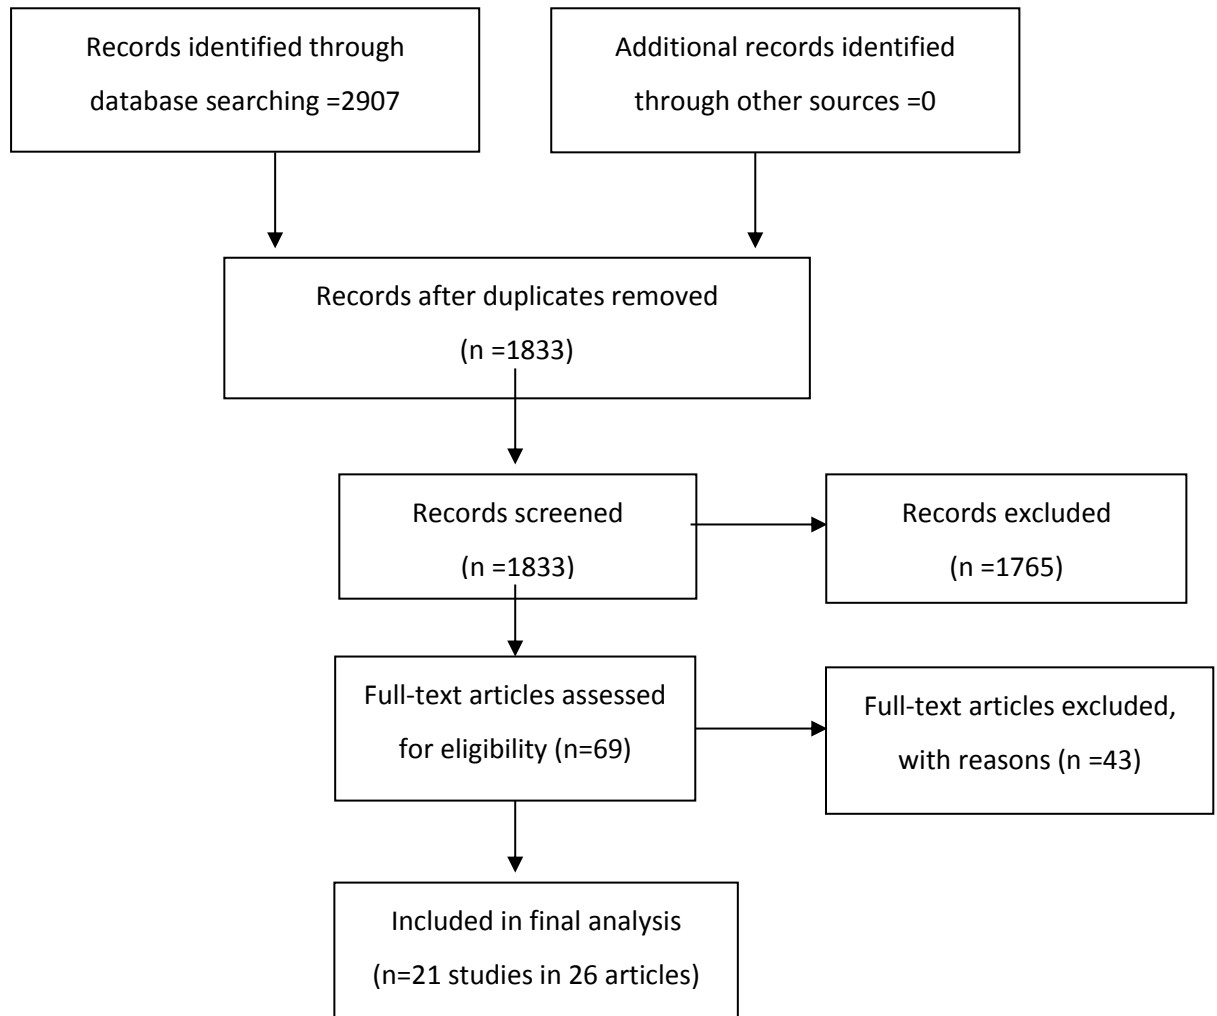 Records identified through
database searching =2907
Additional records identified
through other sources =0
Records after duplicates removed
(n =1833)
Records screened
(n =1833)
Records excluded
(n =1765)
Full-text articles assessed
for eligibility (n=69)
Full-text articles excluded,
with reasons (n =43)
Included in final analysis
(n=21 studies in 26 articles)